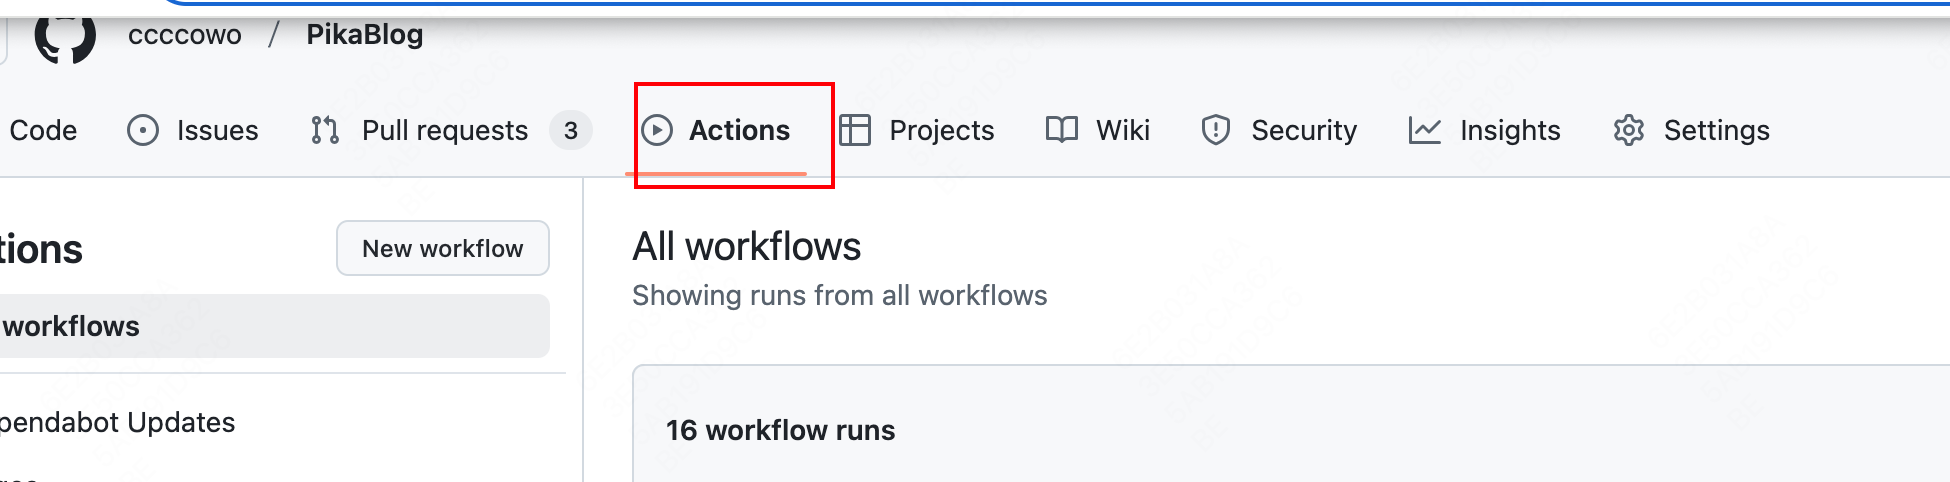 ccccowo / PikaBlog
Code Issues Pull requests 3 Actions Projects Wiki Security Insights Settings
tions New workflow
All workflows
Showing runs from all workflows
workflows
pendabot Updates
16 workflow runs